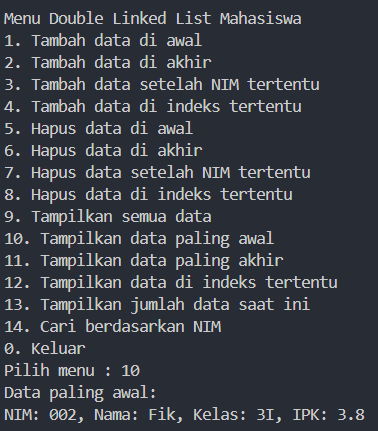 Menu Double Linked List Mahasiswa
1. Tambah data di awal
2. Tambah data di akhir
3. Tambah data setelah NIM tertentu
4. Tambah data di indeks tertentu
5. Hapus data di awal
6. Hapus data di akhir
7. Hapus data setelah NIM tertentu
8. Hapus data di indeks tertentu
9. Tampilkan semua data
10. Tampilkan data paling awal
11. Tampilkan data paling akhir
12. Tampilkan data di indeks tertentu
13. Tampilkan jumlah data saat ini
14. Cari berdasarkan NIM
0. Keluar
Pilih menu : 10
Data paling awal:
NIM: 002, Nama: Fik, Kelas: 3I, IPK: 3.8